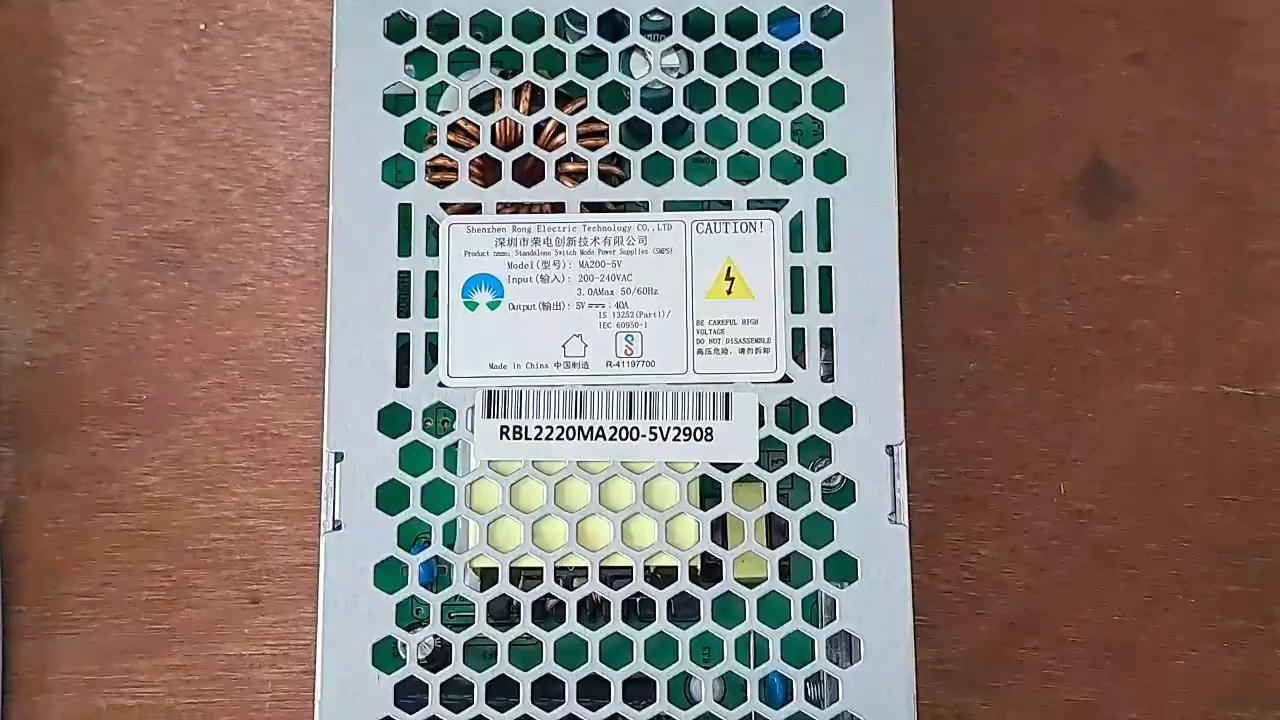 Shenzhen Rong Electric Technology CO.,LTD
深圳市荣电创新技术有限公司
Product name: Standalone Switch Mode Power Supplies (SMPS)
Model(型号): MA200-5V
Input(输入): 200-240VAC
3.0AMax 50/60Hz
Output(输出): 5V⎓: 40A
IS 13252(Part1)/
IEC 60950-1
Made in China 中国制造
R-41197700
CAUTION!
BE CAREFUL HIGH
VOLTAGE
DO NOT DISASSEMBLE
高压危险, 请勿拆卸
RBL2220MA200-5V2908